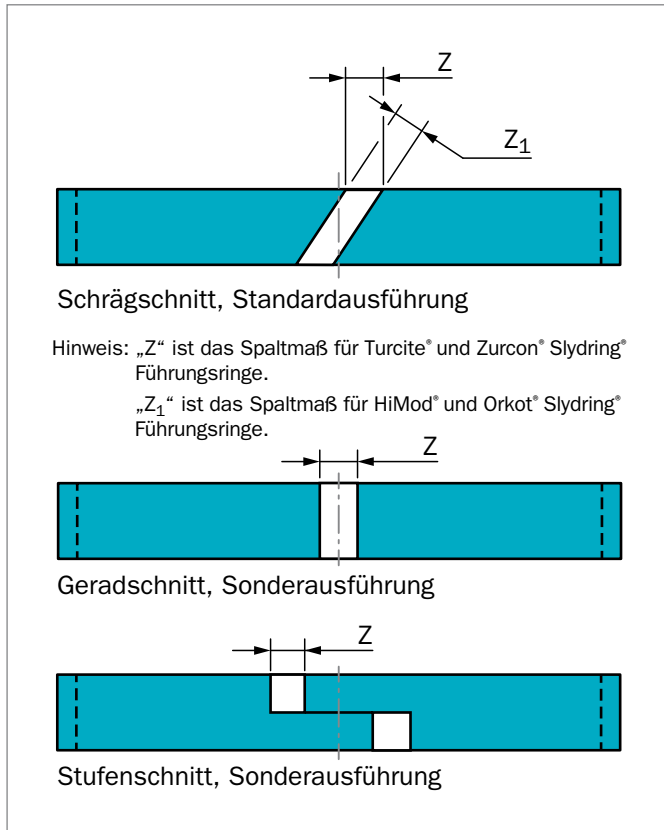 Z
Z₁
Schrägschnitt, Standardausführung
Hinweis: „Z“ ist das Spaltmaß für Turcite® und Zurcon® Slydring®
Führungsringe.
„Z₁“ ist das Spaltmaß für HiMod® und Orkot® Slydring®
Führungsringe.
Z
Geradschnitt, Sonderausführung
Z
Stufenschnitt, Sonderausführung